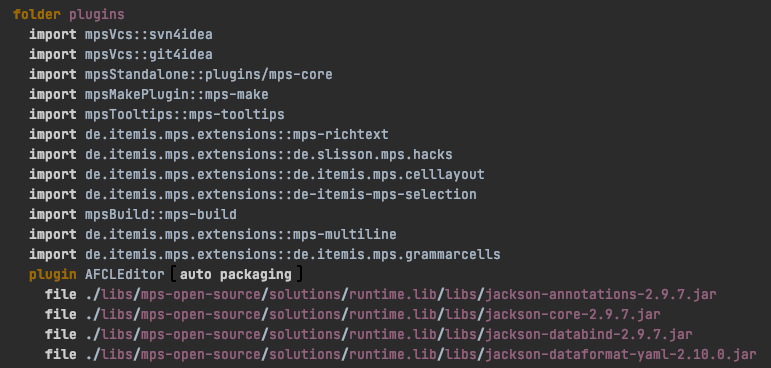 folder plugins
import mpsVcs::svn4idea
import mpsVcs::git4idea
import mpsStandalone::plugins/mps-core
import mpsMakePlugin::mps-make
import mpsTooltips::mps-tooltips
import de.itemis.mps.extensions::mps-richtext
import de.itemis.mps.extensions::de.slisson.mps.hacks
import de.itemis.mps.extensions::de.itemis.mps.celllayout
import de.itemis.mps.extensions::de-itemis-mps-selection
import mpsBuild::mps-build
import de.itemis.mps.extensions::mps-multiline
import de.itemis.mps.extensions::de.itemis.mps.grammarcells
plugin AFCLEditor [auto packaging]
file ./libs/mps-open-source/solutions/runtime.lib/libs/jackson-annotations-2.9.7.jar
file ./libs/mps-open-source/solutions/runtime.lib/libs/jackson-core-2.9.7.jar
file ./libs/mps-open-source/solutions/runtime.lib/libs/jackson-databind-2.9.7.jar
file ./libs/mps-open-source/solutions/runtime.lib/libs/jackson-dataformat-yaml-2.10.0.jar